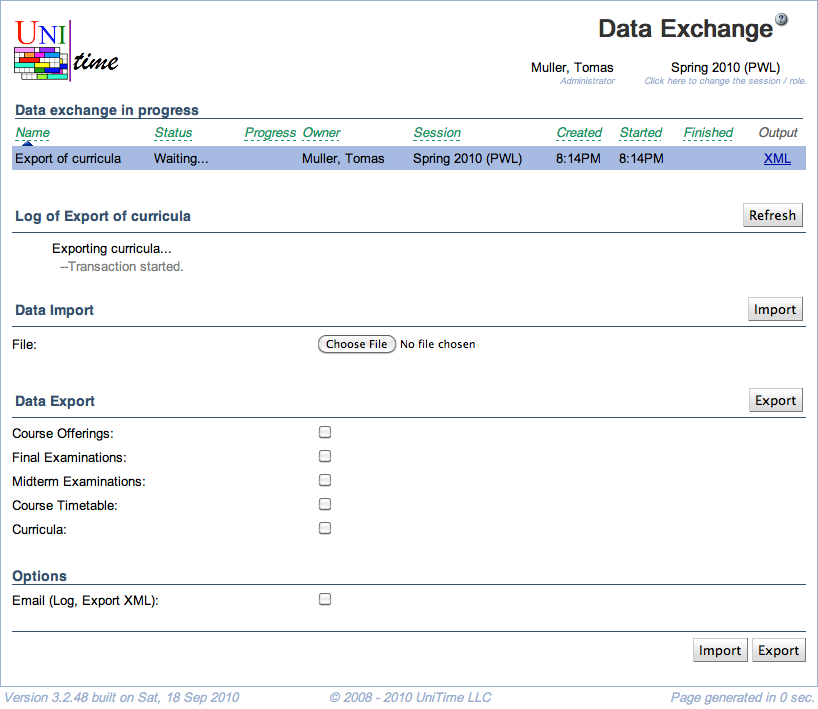 UNI
time
Data Exchange ?
Muller, Tomas Spring 2010 (PWL)
Administrator Click here to change the session / role.
Data exchange in progress
Name Status Progress Owner Session Created Started Finished Output
Export of curricula Waiting... Muller, Tomas Spring 2010 (PWL) 8:14PM 8:14PM XML
Log of Export of curricula Refresh
Exporting curricula...
--Transaction started.
Data Import Import
File: Choose File No file chosen
Data Export Export
Course Offerings:
Final Examinations:
Midterm Examinations:
Course Timetable:
Curricula:
Options
Email (Log, Export XML):
Import Export
Version 3.2.48 built on Sat, 18 Sep 2010 © 2008 - 2010 UniTime LLC Page generated in 0 sec.